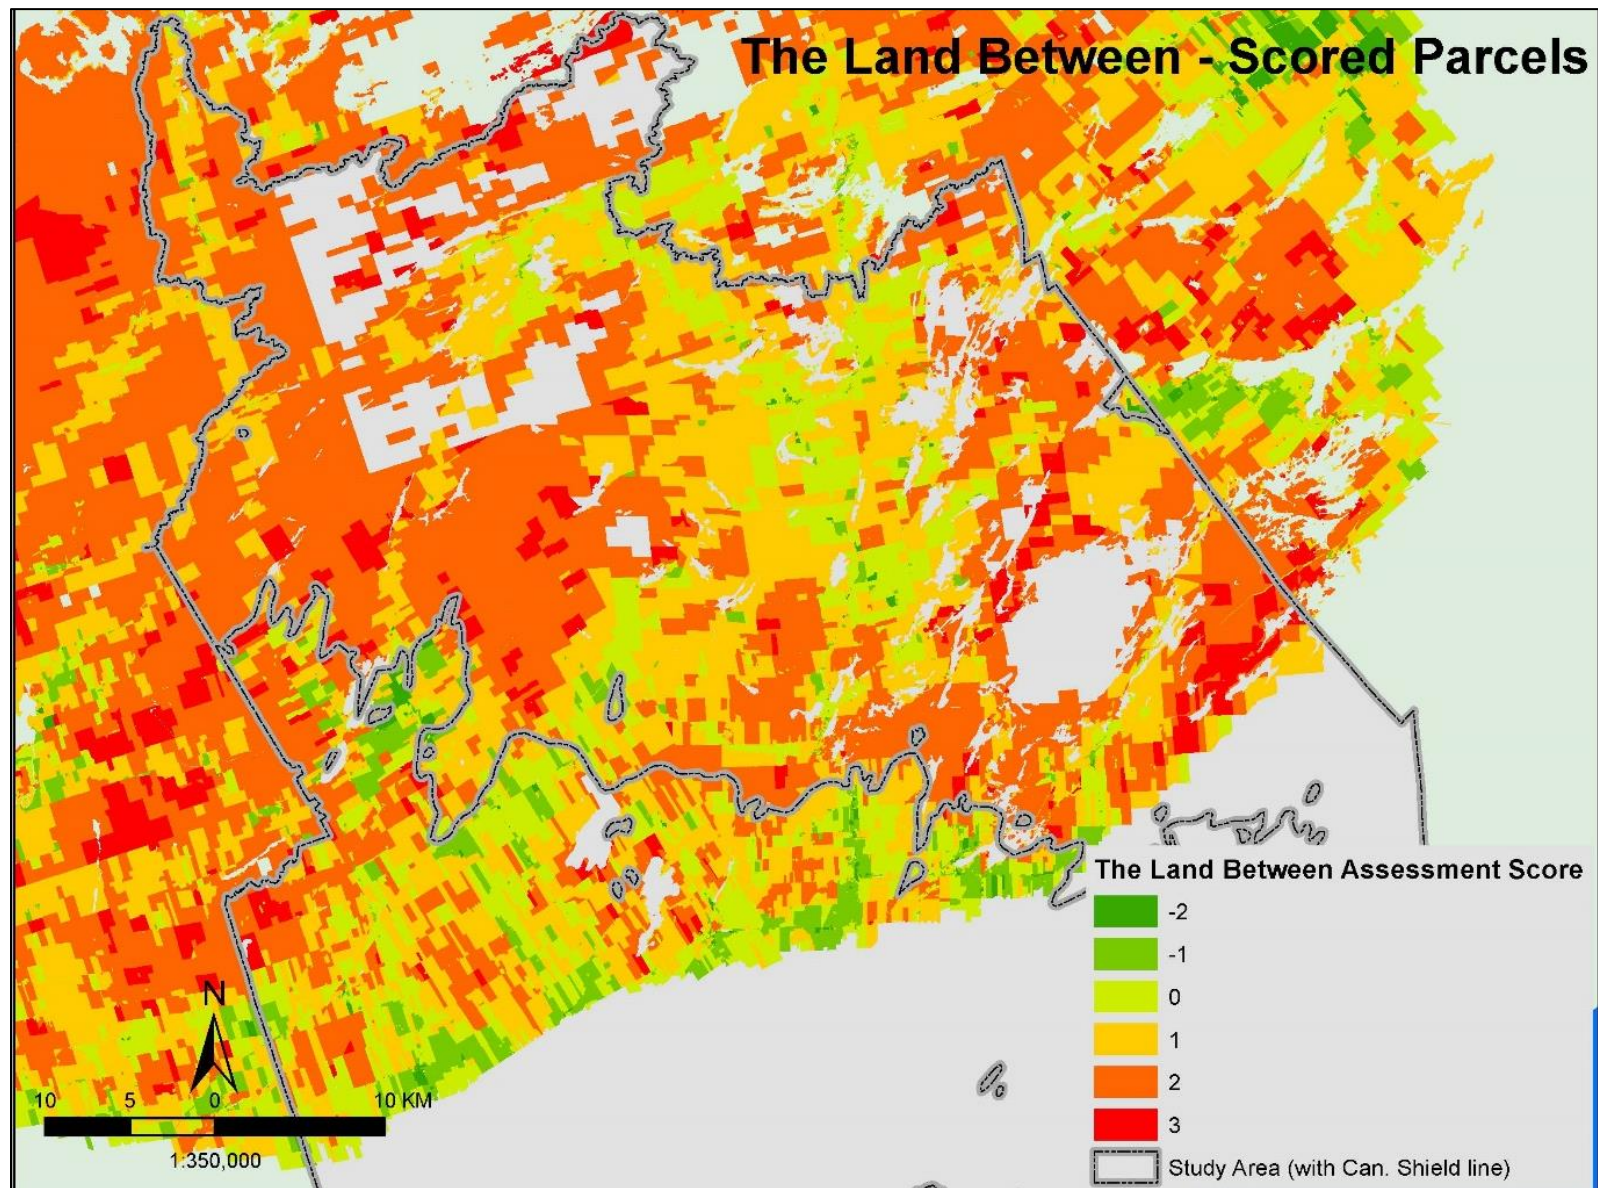 The Land Between - Scored Parcels
The Land Between Assessment Score
-2
-1
0
1
2
3
Study Area (with Can. Shield line)
N
10 5 0 10 KM
1:350,000